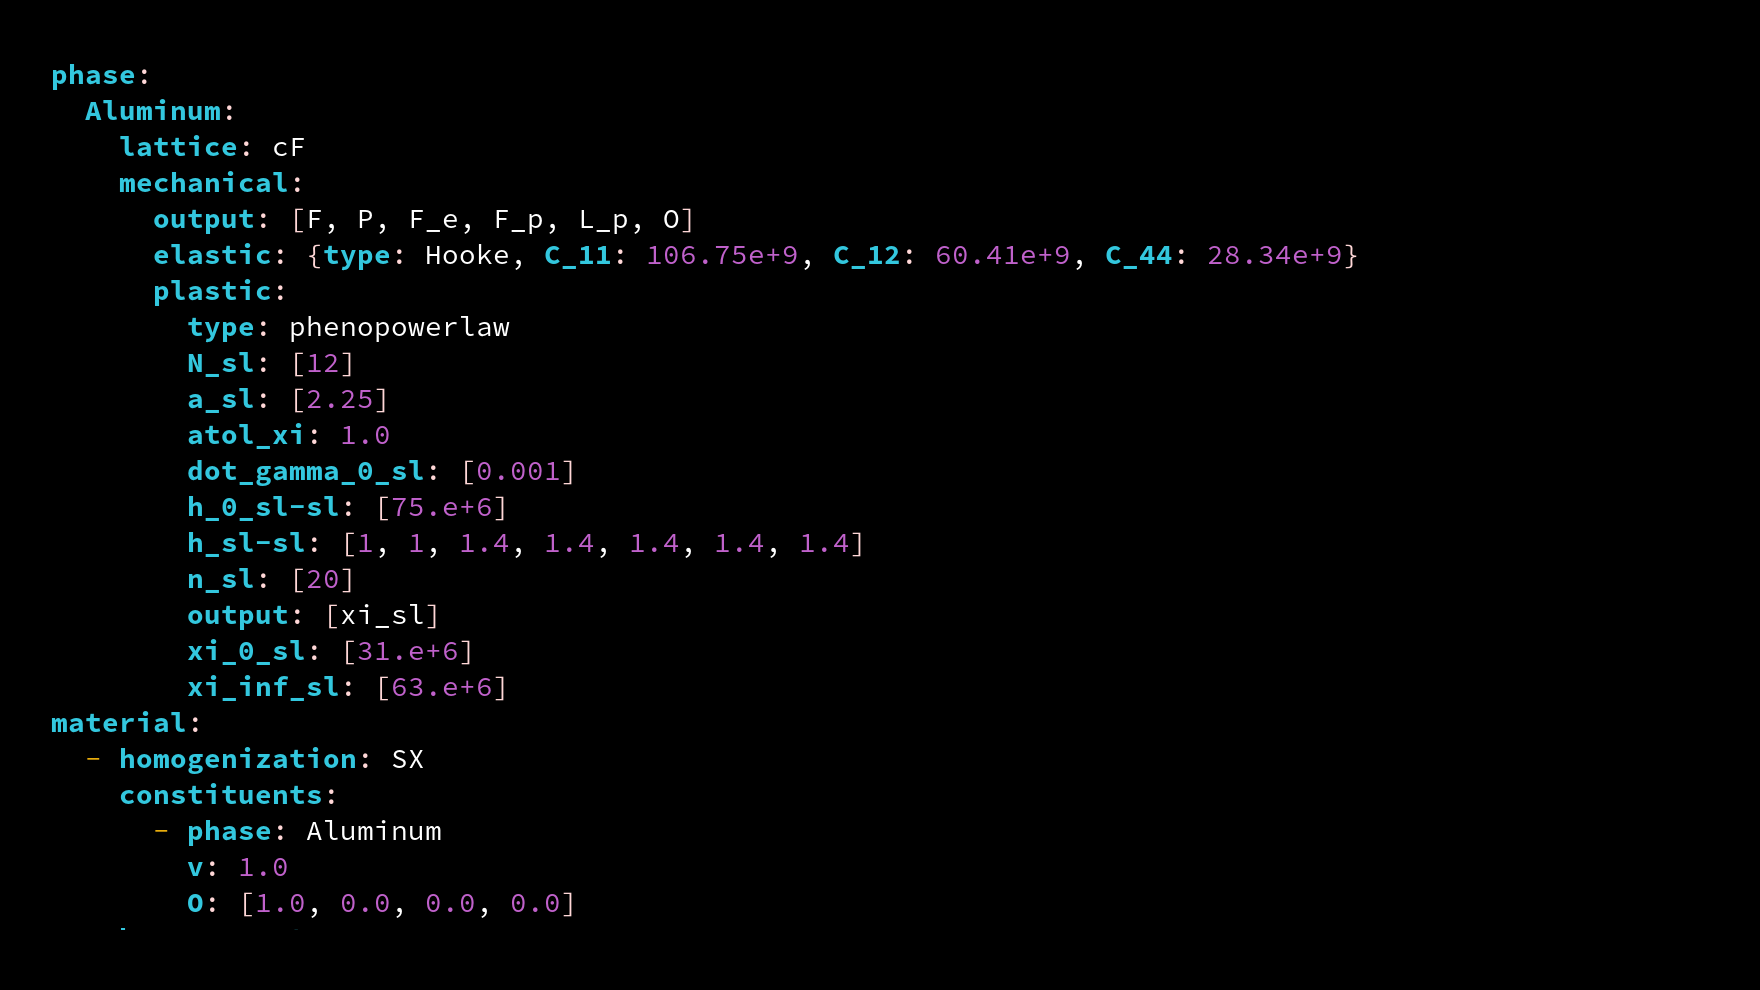 phase:
  Aluminum:
    lattice: cF
    mechanical:
      output: [F, P, F_e, F_p, L_p, O]
      elastic: {type: Hooke, C_11: 106.75e+9, C_12: 60.41e+9, C_44: 28.34e+9}
      plastic:
        type: phenopowerlaw
        N_sl: [12]
        a_sl: [2.25]
        atol_xi: 1.0
        dot_gamma_0_sl: [0.001]
        h_0_sl-sl: [75.e+6]
        h_sl-sl: [1, 1, 1.4, 1.4, 1.4, 1.4, 1.4]
        n_sl: [20]
        output: [xi_sl]
        xi_0_sl: [31.e+6]
        xi_inf_sl: [63.e+6]
material:
  - homogenization: SX
    constituents:
      - phase: Aluminum
        v: 1.0
        O: [1.0, 0.0, 0.0, 0.0]